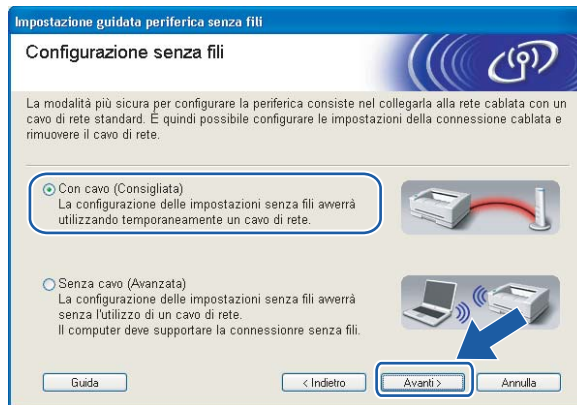 Impostazione guidata periferica senza fili
Configurazione senza fili
La modalità più sicura per configurare la periferica consiste nel collegarla alla rete cablata con un
cavo di rete standard. È quindi possibile configurare le impostazioni della connessione cablata e
rimuovere il cavo di rete.
Con cavo (Consigliata)
La configurazione delle impostazioni senza fili avverrà
utilizzando temporaneamente un cavo di rete.
Senza cavo (Avanzata)
La configurazione delle impostazioni senza fili avverrà
senza l'utilizzo di un cavo di rete.
Il computer deve supportare la connessionre senza fili.
Guida
< Indietro
Avanti >
Annulla